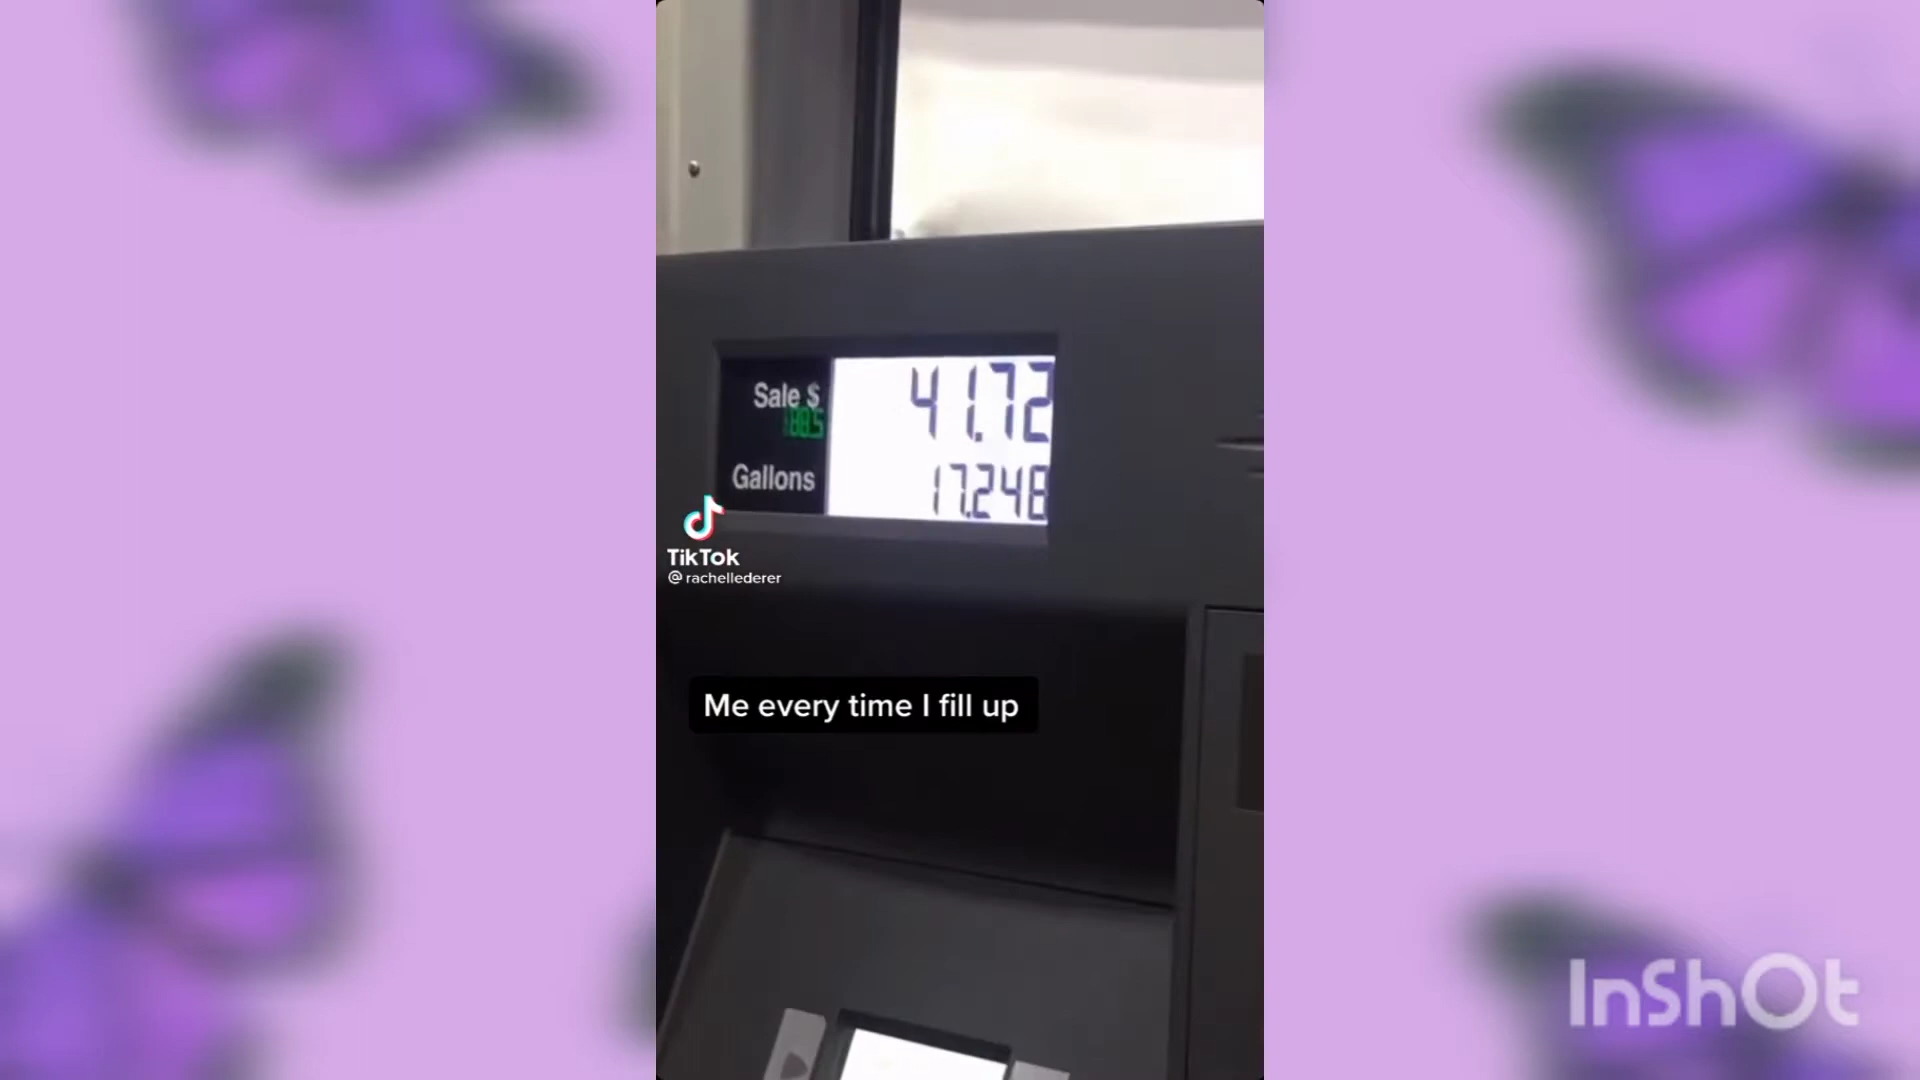 Sale $
41.72
Gallons
17.248
TikTok
@rachellederer
Me every time I fill up
InShOt